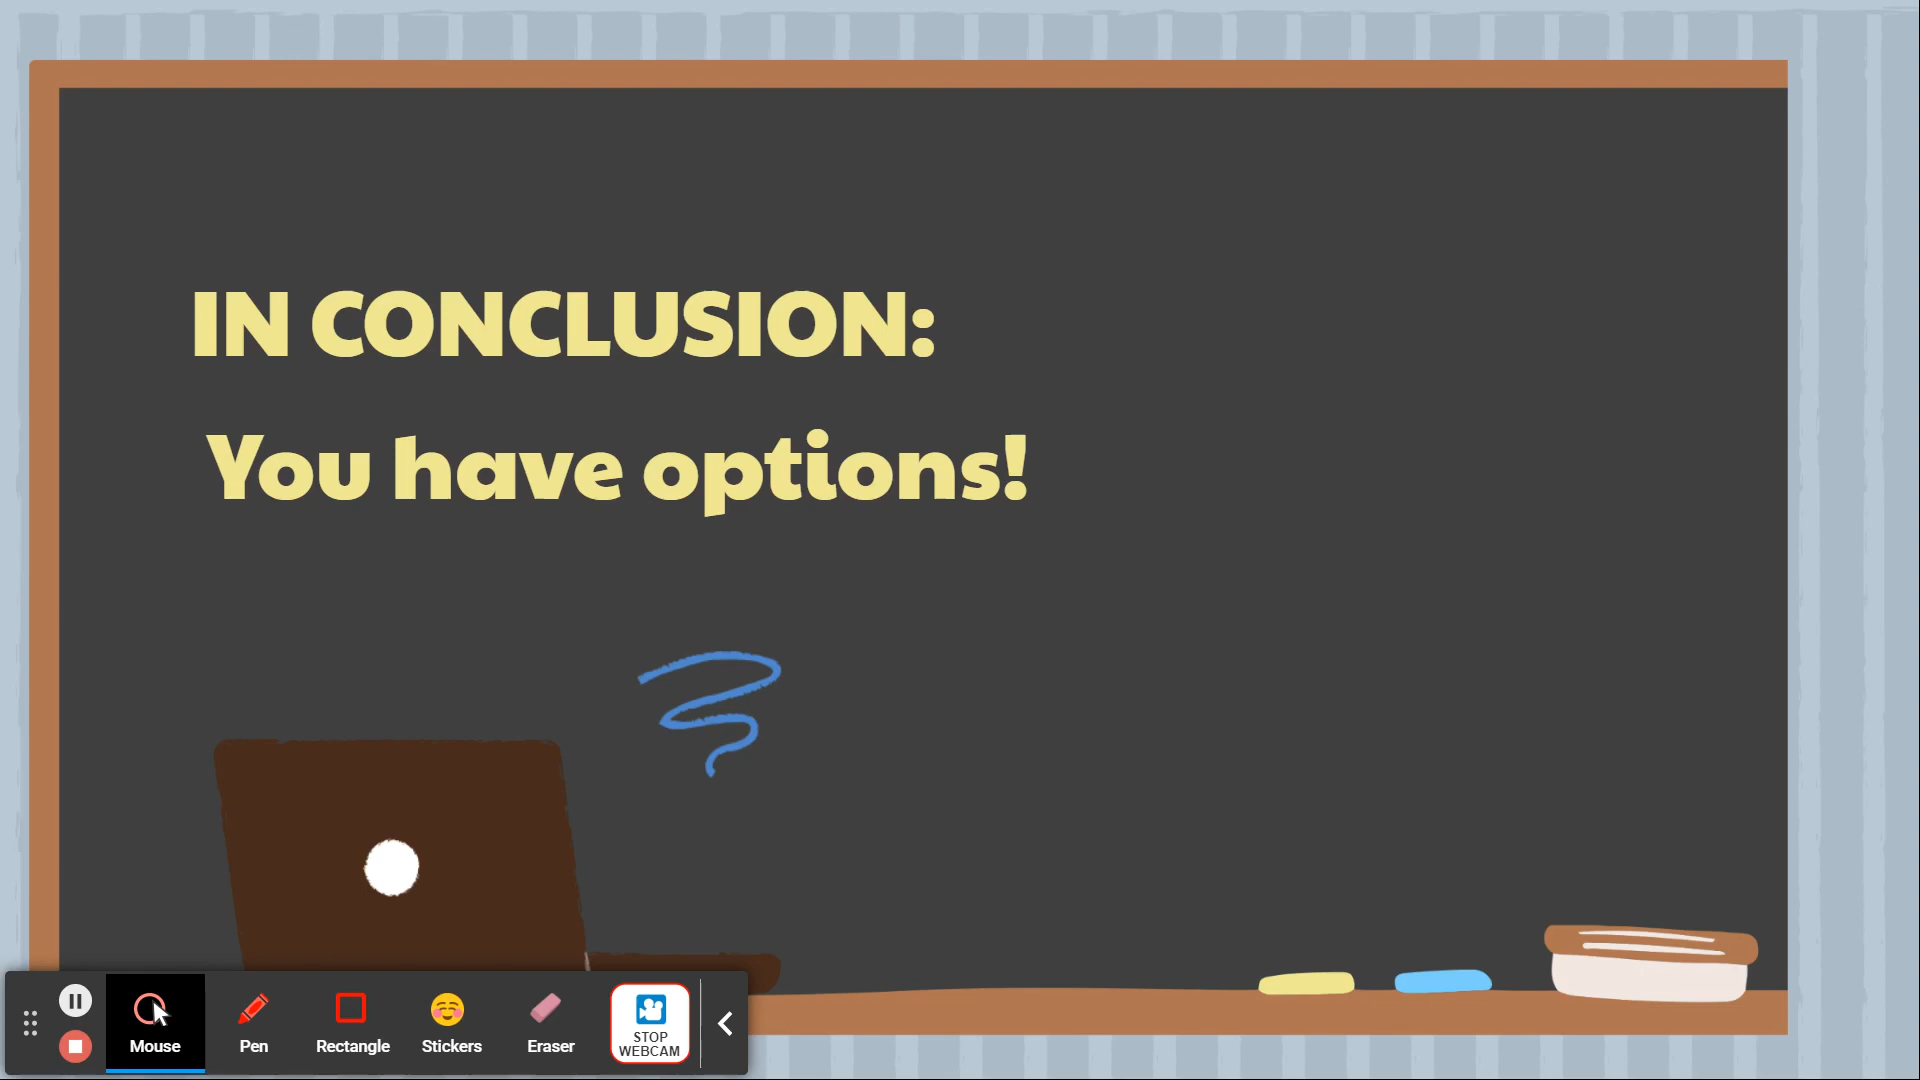 IN CONCLUSION:
You have options!
Mouse
Pen
Rectangle
Stickers
Eraser
STOP
WEBCAM